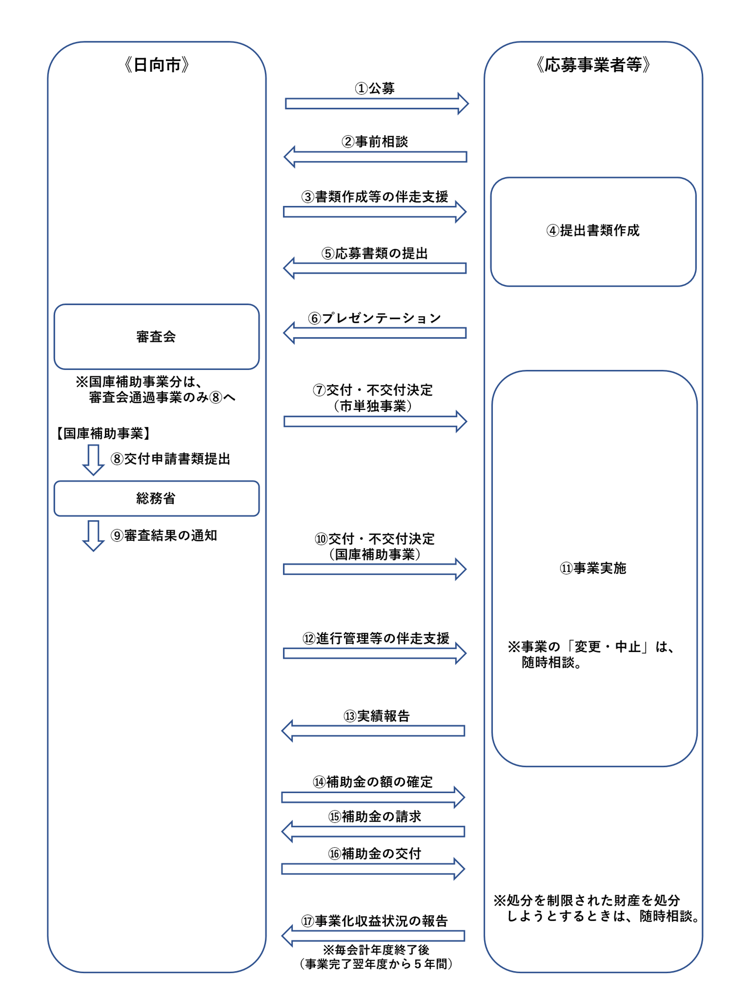 《日向市》
《応募事業者等》
①公募
②事前相談
③書類作成等の伴走支援
④提出書類作成
⑤応募書類の提出
⑥プレゼンテーション
審査会
※国庫補助事業分は、
審査会通過事業のみ⑧へ
⑦交付・不交付決定
（市単独事業）
【国庫補助事業】
⑧交付申請書類提出
総務省
⑨審査結果の通知
⑩交付・不交付決定
（国庫補助事業）
⑪事業実施
⑫進行管理等の伴走支援
※事業の「変更・中止」は、
随時相談。
⑬実績報告
⑭補助金の額の確定
⑮補助金の請求
⑯補助金の交付
※処分を制限された財産を処分
しようとするときは、随時相談。
⑰事業化収益状況の報告
※毎会計年度終了後
（事業完了翌年度から５年間）